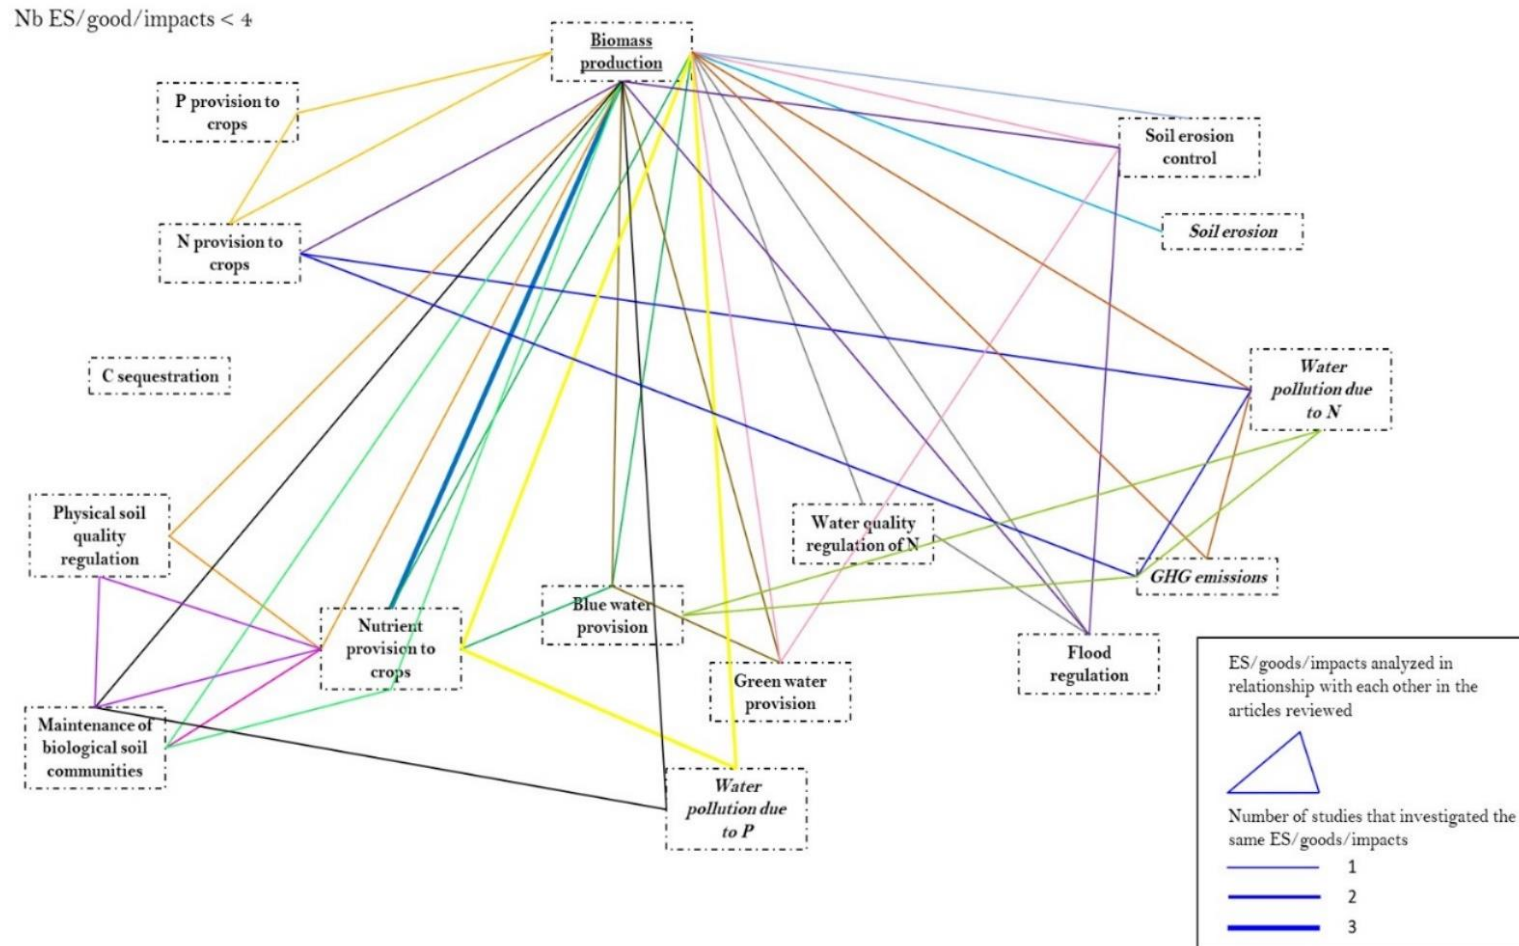 Nb ES/good/impacts < 4
Biomass
production
P provision to
crops
Soil erosion
control
N provision to
crops
Soil erosion
C sequestration
Water
pollution due
to N
Physical soil
quality
regulation
Water quality
regulation of N
GHG emissions
Blue water
provision
Nutrient
provision to
crops
Flood
regulation
Green water
provision
Maintenance of
biological soil
communities
Water
pollution due
to P
ES/goods/impacts analyzed in
relationship with each other in the
articles reviewed
Number of studies that investigated the
same ES/goods/impacts
1
2
3